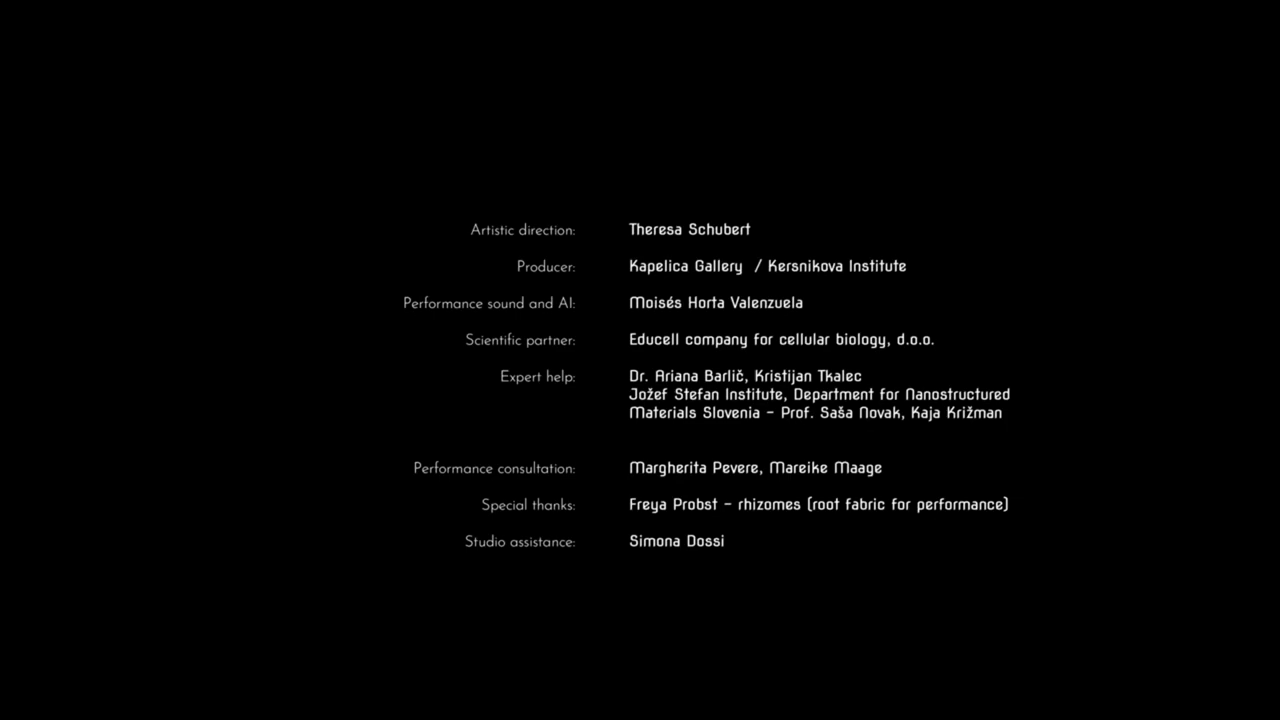 Artistic direction: Theresa Schubert
Producer: Kapelica Gallery / Kersnikova Institute
Performance sound and AI: Moisés Horta Valenzuela
Scientific partner: Educell company for cellular biology, d.o.o.
Expert help: Dr. Ariana Barlič, Kristijan Tkalec
Jožef Stefan Institute, Department for Nanostructured
Materials Slovenia - Prof. Saša Novak, Kaja Križman
Performance consultation: Margherita Pevere, Mareike Maage
Special thanks: Freya Probst - rhizomes (root fabric for performance)
Studio assistance: Simona Dossi